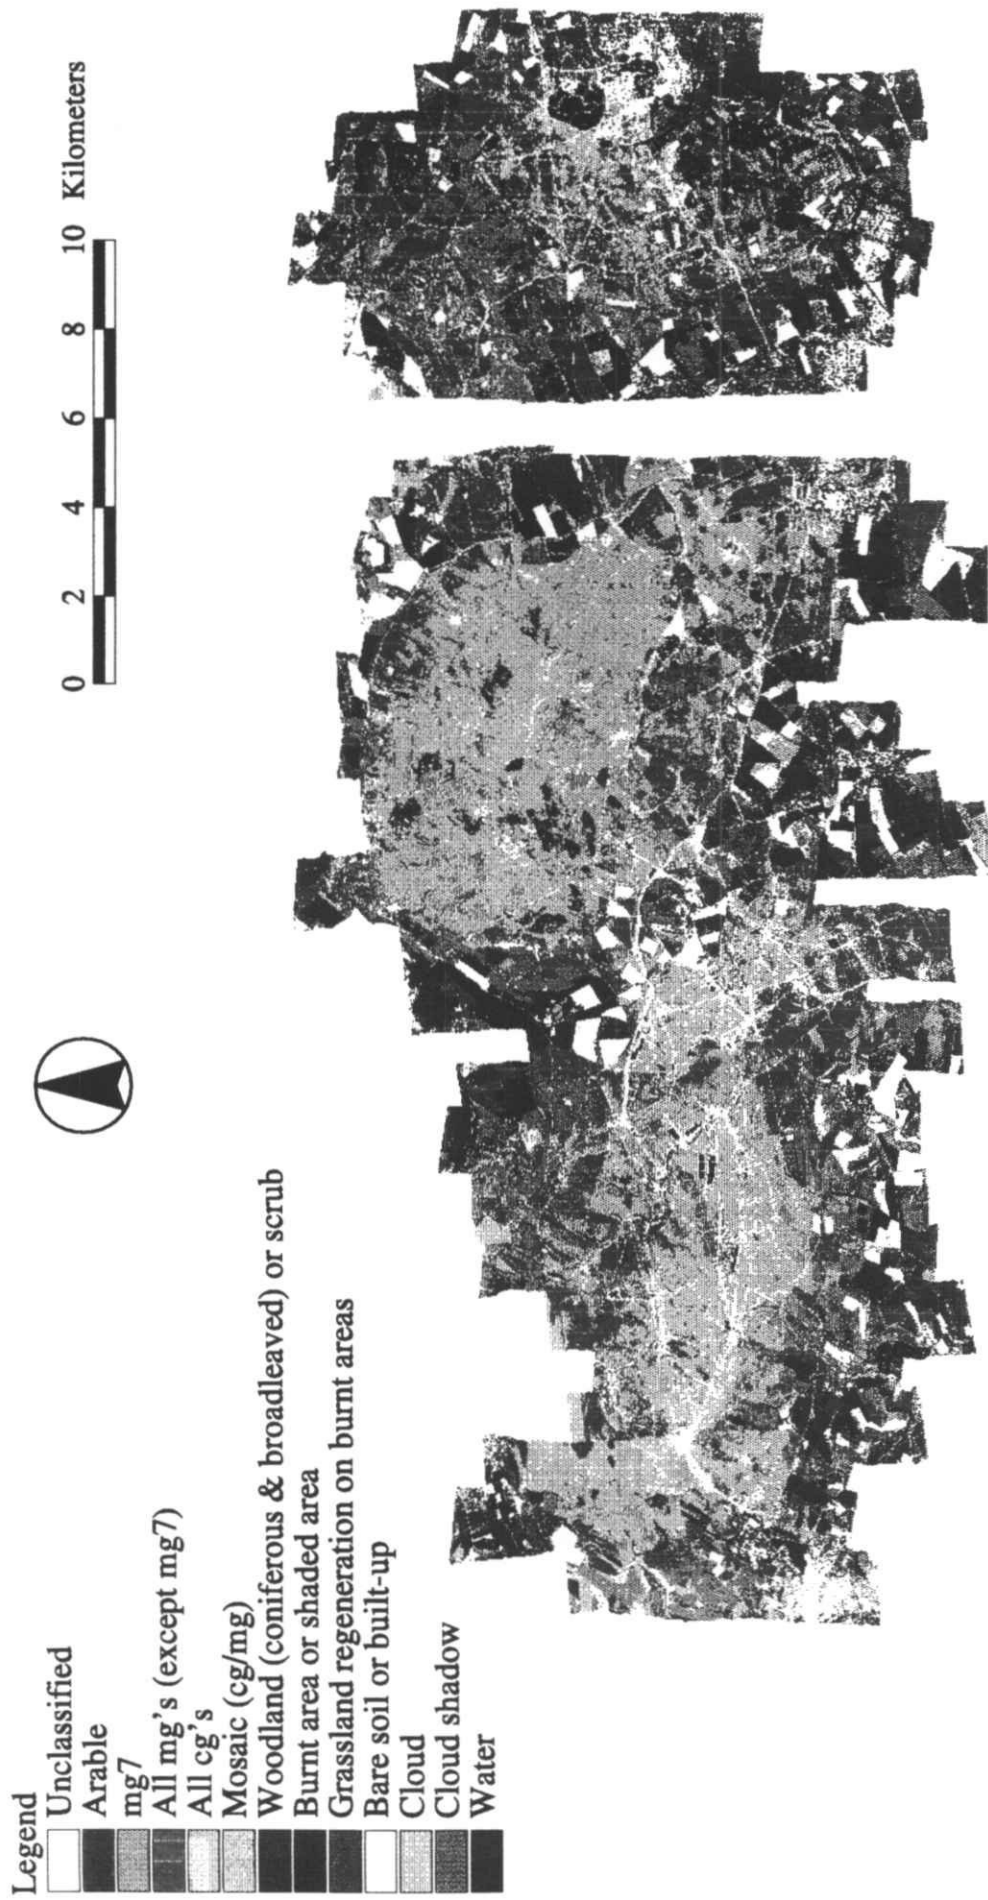 Legend
Unclassified
Arable
mg7
All mg's (except mg7)
All cg's
Mosaic (cg/mg)
Woodland (coniferous & broadleaved) or scrub
Burnt area or shaded area
Grassland regeneration on burnt areas
Bare soil or built-up
Cloud
Cloud shadow
Water
0 2 4 6 8 10 Kilometers